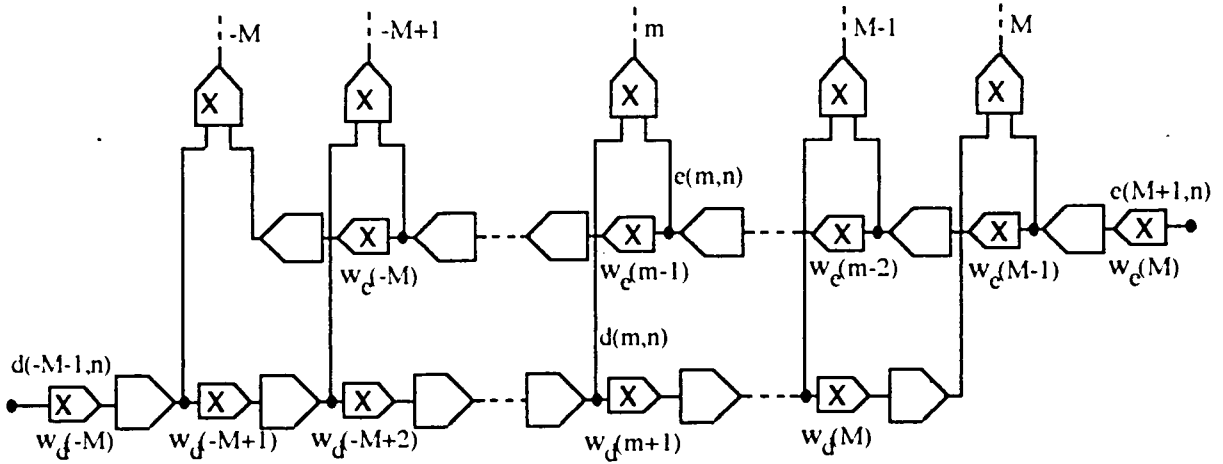 -M
-M+1
m
M-1
M
X
X
X
X
X
e(m,n)
e(M+1,n)
X
X
X
X
X
w_e(-M)
w_e(m-1)
w_e(m-2)
w_e(M-1)
w_e(M)
d(m,n)
d(-M-1,n)
X
X
X
X
X
w_d(-M)
w_d(-M+1)
w_d(-M+2)
w_d(m+1)
w_d(M)